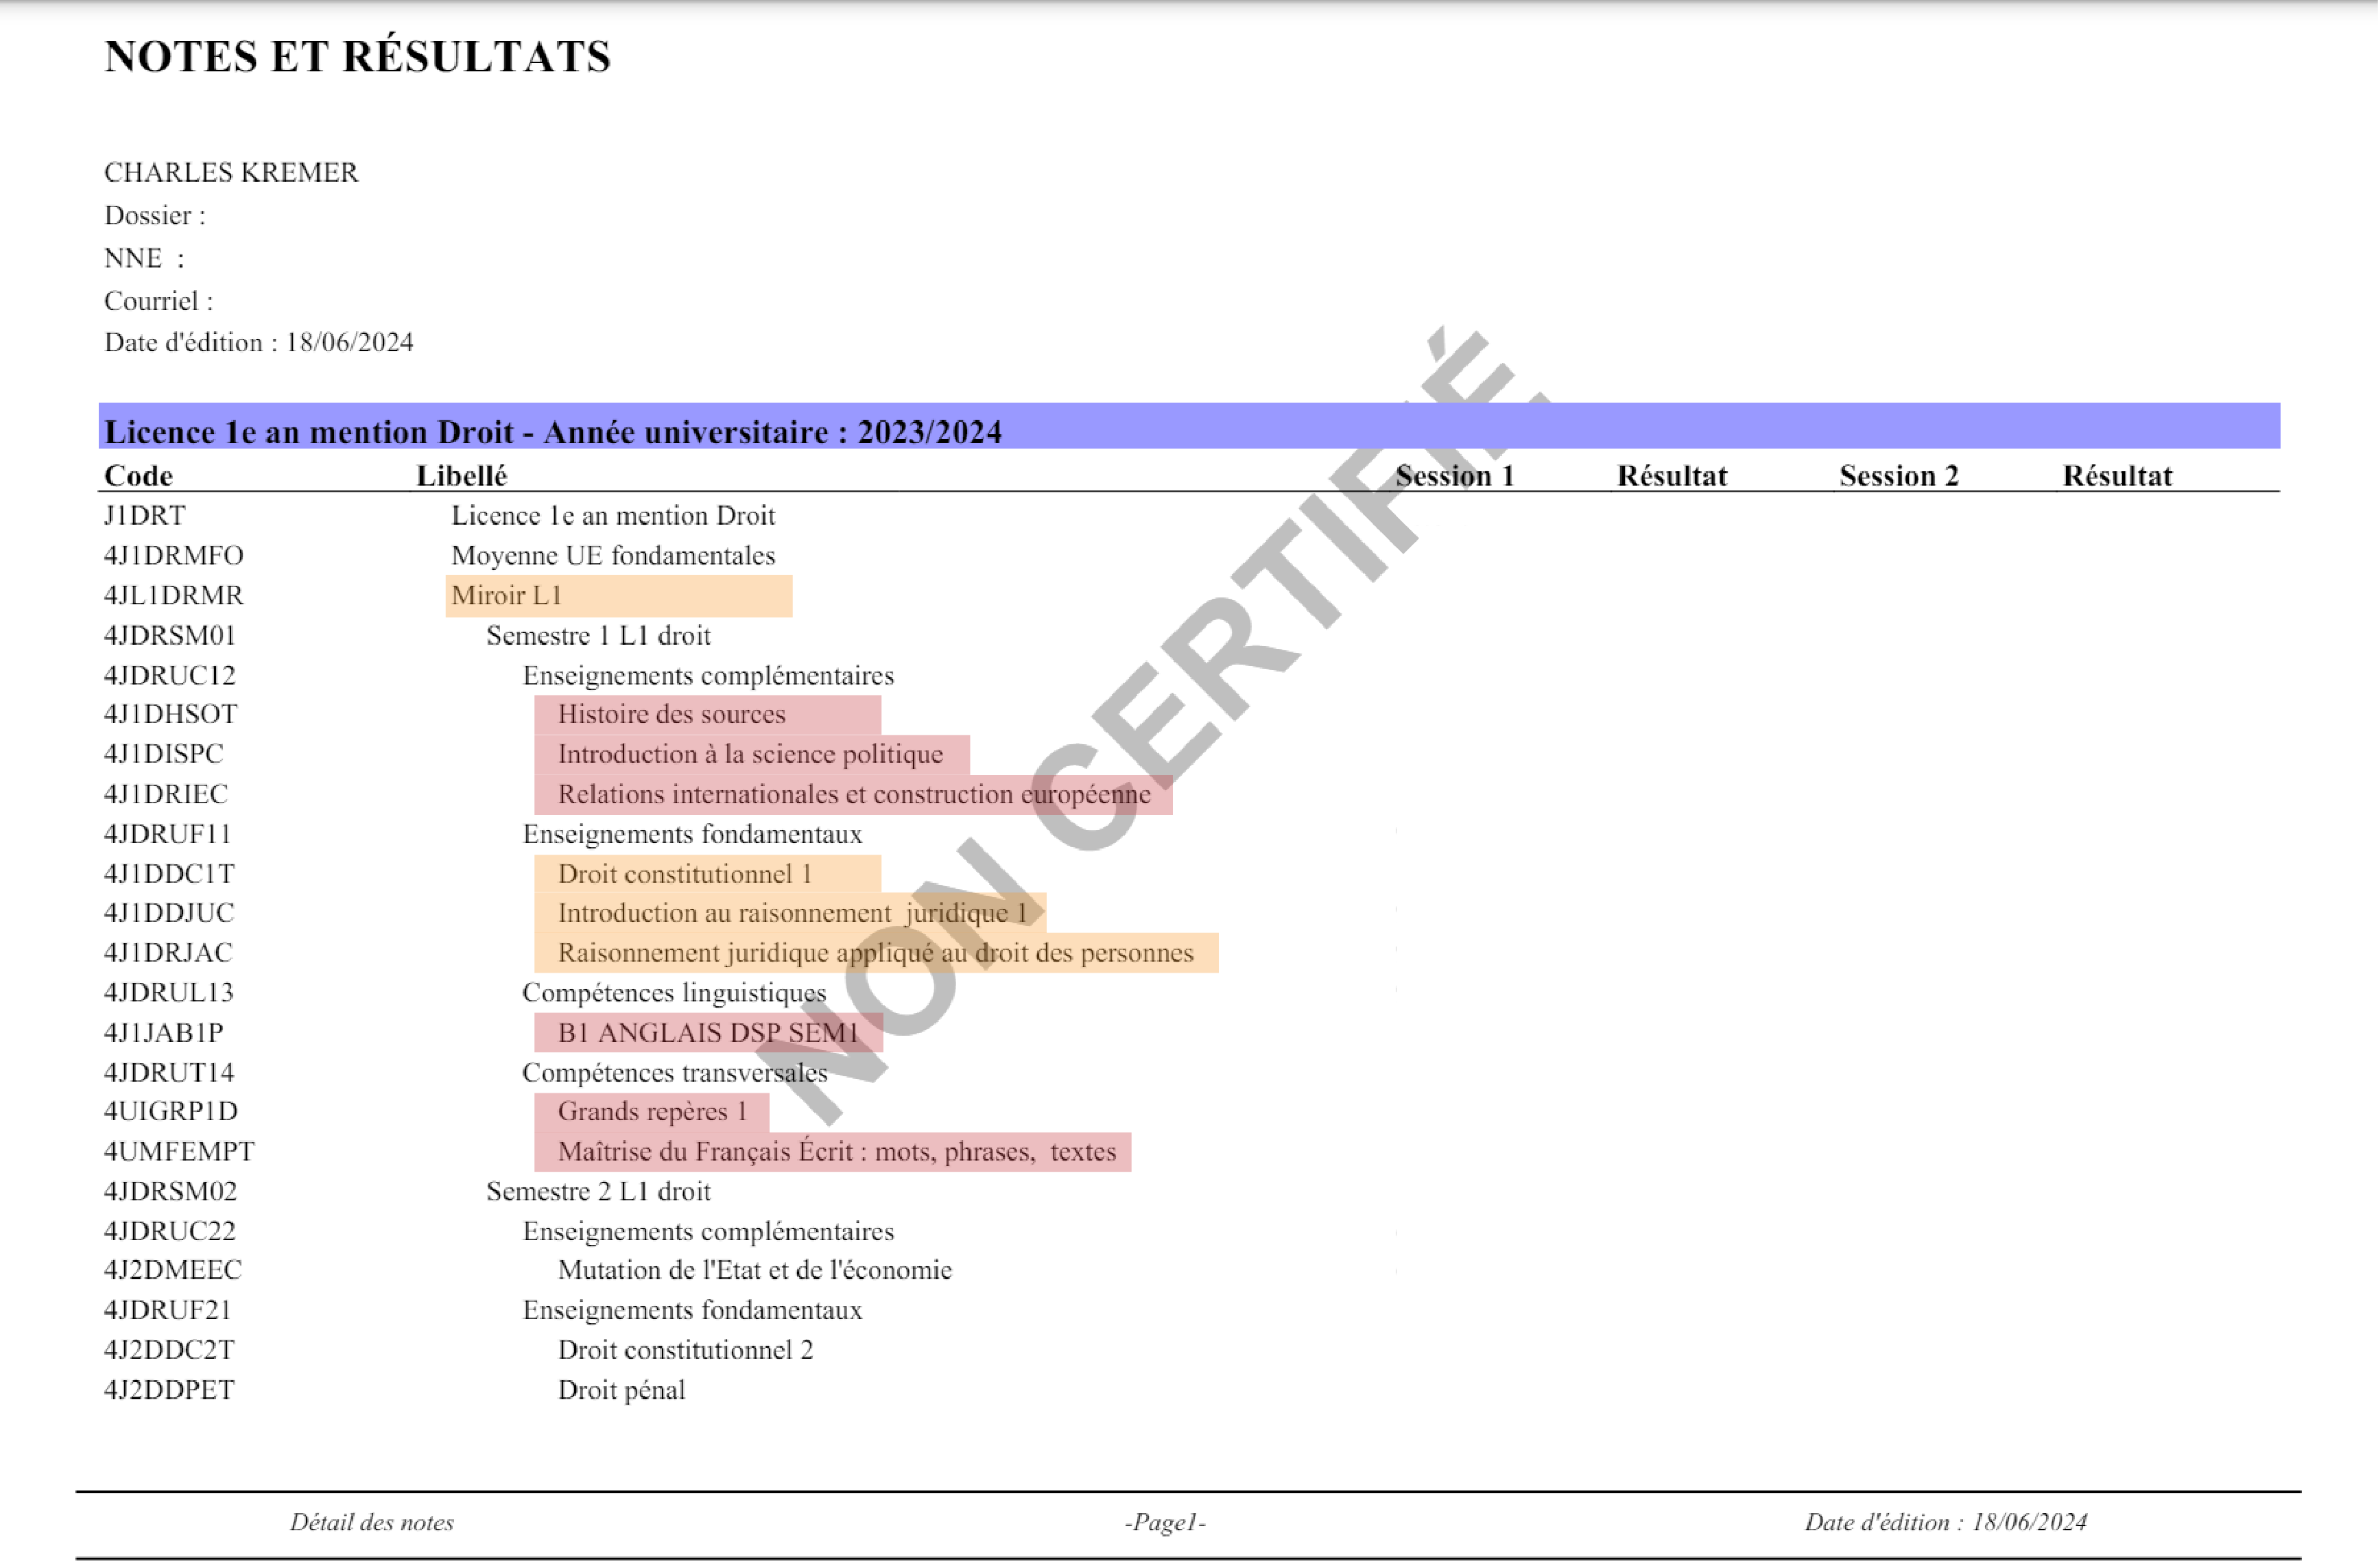 NOTES ET RÉSULTATS
CHARLES KREMER
Dossier :
NNE :
Courriel :
Date d'édition : 18/06/2024
Licence 1e an mention Droit - Année universitaire : 2023/2024
Code Libellé Session 1 Résultat Session 2 Résultat
J1DRT Licence 1e an mention Droit
4J1DRMFO Moyenne UE fondamentales
4JL1DRMR Miroir L1
4JDRSM01 Semestre 1 L1 droit
4JDRUC12 Enseignements complémentaires
4J1DHSOT Histoire des sources
4J1DISPC Introduction à la science politique
4J1DRIEC Relations internationales et construction européenne
4JDRUF11 Enseignements fondamentaux
4J1DDC1T Droit constitutionnel 1
4J1DDJUC Introduction au raisonnement juridique 1
4J1DRJAC Raisonnement juridique appliqué au droit des personnes
4JDRUL13 Compétences linguistiques
4J1JAB1P B1 ANGLAIS DSP SEM1
4JDRUT14 Compétences transversales
4UIGRP1D Grands repères 1
4UMFEMPT Maîtrise du Français Écrit : mots, phrases, textes
4JDRSM02 Semestre 2 L1 droit
4JDRUC22 Enseignements complémentaires
4J2DMEEC Mutation de l'Etat et de l'économie
4JDRUF21 Enseignements fondamentaux
4J2DDC2T Droit constitutionnel 2
4J2DDPET Droit pénal
NON CERTIFIÉ.
Détail des notes -Page1- Date d'édition : 18/06/2024